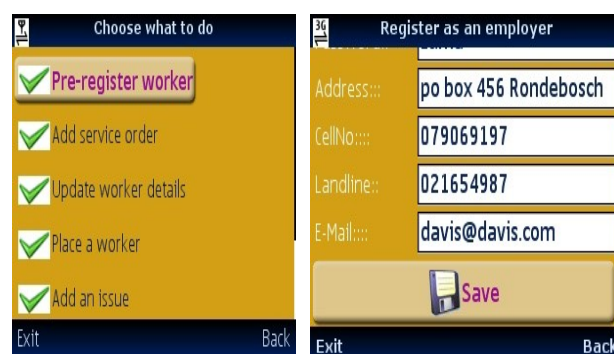 Choose what to do
Pre-register worker
Add service order
Update worker details
Place a worker
Add an issue
Exit Back
3G Register as an employer
Address::: po box 456 Rondebosch
CellNo:::: 079069197
Landline:: 021654987
E-Mail:::: davis@davis.com
Save
Exit Back